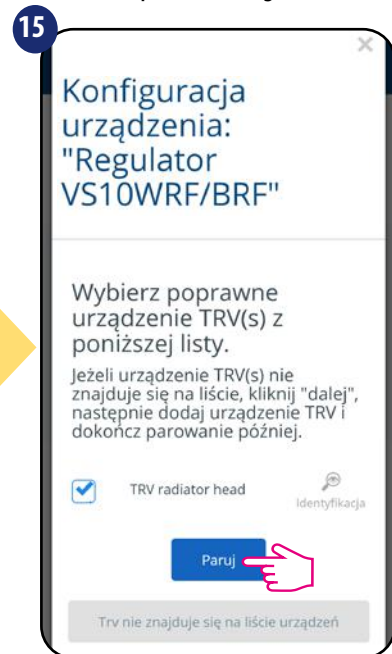 15
×
Konfiguracja
urządzenia:
"Regulator
VS10WRF/BRF"
Wybierz poprawne
urządzenie TRV(s) z
poniższej listy.
Jeżeli urządzenie TRV(s) nie
znajduje się na liście, kliknij "dalej",
następnie dodaj urządzenie TRV i
dokończ parowanie później.
TRV radiator head
Identyfikacja
Paruj
Trv nie znajduje się na liście urządzeń